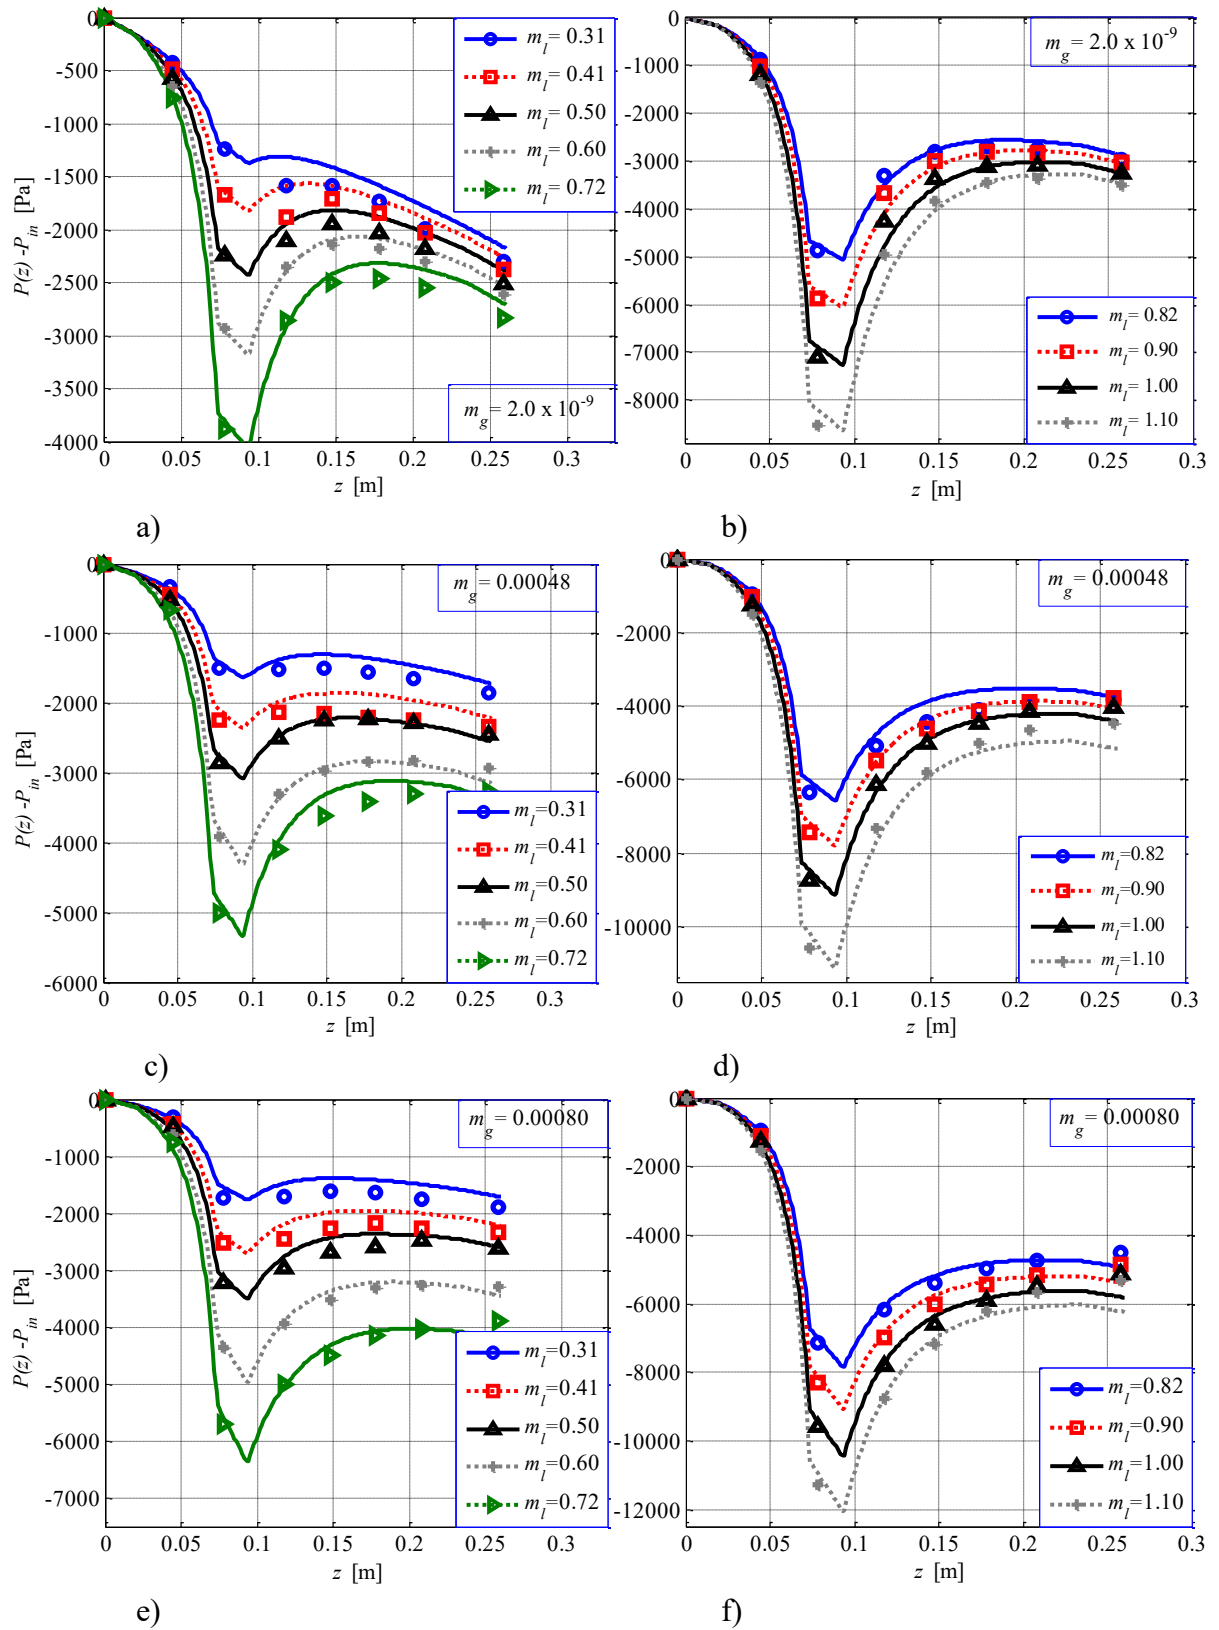 0
-500
-1000
-1500
-2000
-2500
-3000
-3500
-4000
P(z) -P_in [Pa]
0 0.05 0.1 0.15 0.2 0.25 0.3
z [m]
m_l = 0.31
m_l = 0.41
m_l = 0.50
m_l = 0.60
m_l = 0.72
m_g = 2.0 x 10^-9
a)
0
-1000
-2000
-3000
-4000
-5000
-6000
-7000
-8000
0 0.05 0.1 0.15 0.2 0.25 0.3
z [m]
m_g = 2.0 x 10^-9
m_l = 0.82
m_l = 0.90
m_l = 1.00
m_l = 1.10
b)
0
-1000
-2000
-3000
-4000
-5000
-6000
P(z) -P_in [Pa]
0 0.05 0.1 0.15 0.2 0.25 0.3
z [m]
m_g = 0.00048
m_l=0.31
m_l=0.41
m_l=0.50
m_l=0.60
m_l=0.72
c)
0
-2000
-4000
-6000
-8000
-10000
0 0.05 0.1 0.15 0.2 0.25 0.3
z [m]
m_g = 0.00048
m_l=0.82
m_l=0.90
m_l=1.00
m_l=1.10
d)
0
-1000
-2000
-3000
-4000
-5000
-6000
-7000
P(z) -P_in [Pa]
0 0.05 0.1 0.15 0.2 0.25 0.3
z [m]
m_g = 0.00080
m_l=0.31
m_l=0.41
m_l=0.50
m_l=0.60
m_l=0.72
e)
0
-2000
-4000
-6000
-8000
-10000
-12000
0 0.05 0.1 0.15 0.2 0.25 0.3
z [m]
m_g = 0.00080
m_l=0.82
m_l=0.90
m_l=1.00
m_l=1.10
f)